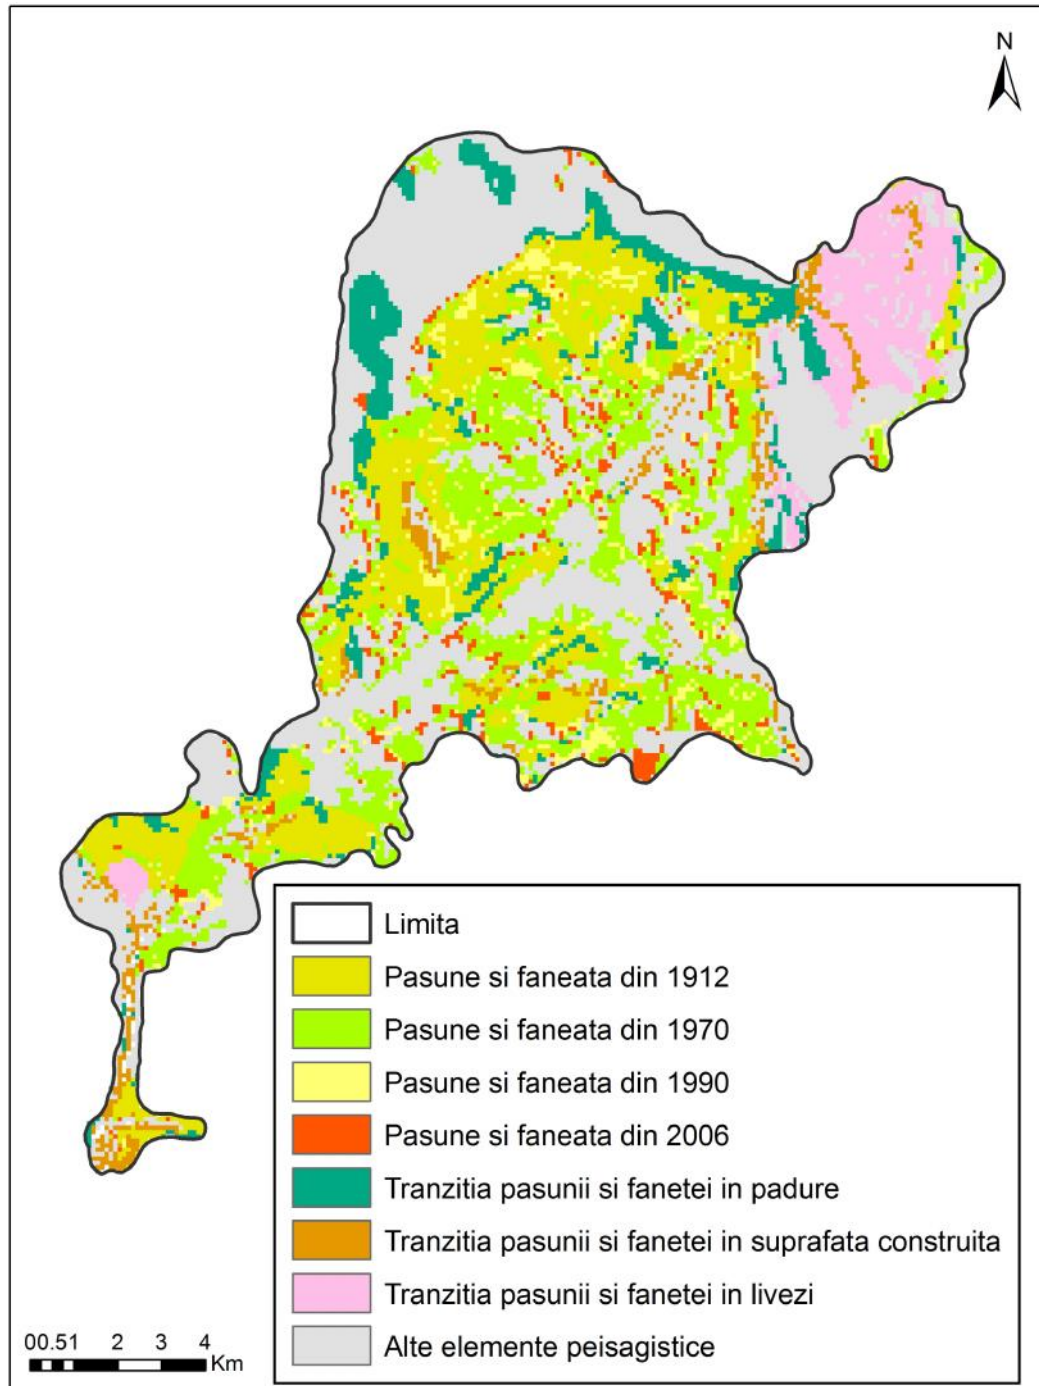 N
Limita
Pasune si faneata din 1912
Pasune si faneata din 1970
Pasune si faneata din 1990
Pasune si faneata din 2006
Tranzitia pasunii si fanetei in padure
Tranzitia pasunii si fanetei in suprafata construita
Tranzitia pasunii si fanetei in livezi
Alte elemente peisagistice
00.51 2 3 4
Km